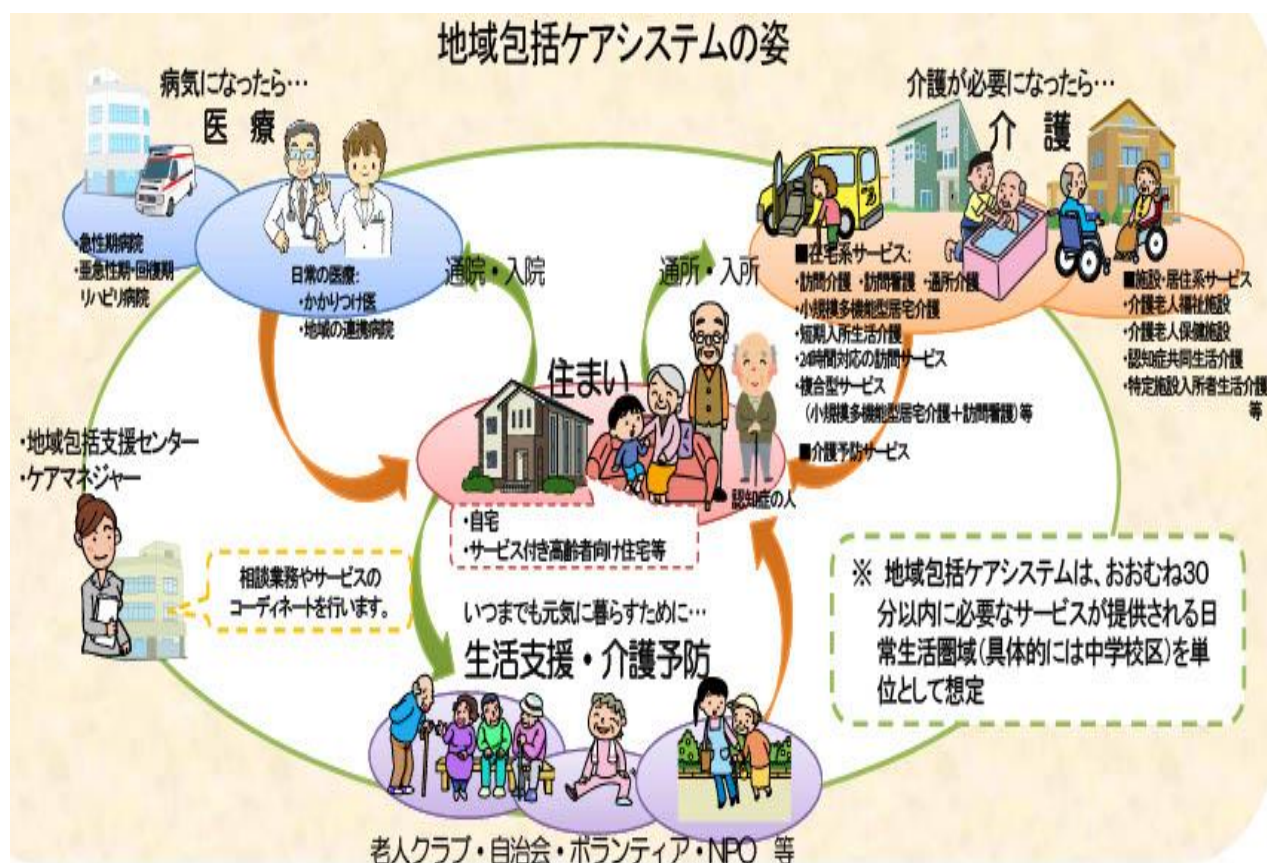 地域包括ケアシステムの姿
病気になったら…
医 療
・急性期病院
・亜急性期・回復期
リハビリ病院
日常の医療:
・かかりつけ医
・地域の連携病院
通院・入院
通所・入所
介護が必要になったら…
介 護
■在宅系サービス:
・訪問介護 ・訪問看護 ・通所介護
・小規模多機能型居宅介護
・短期入所生活介護
・24時間対応の訪問サービス
・複合型サービス
(小規模多機能型居宅介護+訪問看護)等
■介護予防サービス
■施設・居住系サービス
・介護老人福祉施設
・介護老人保健施設
・認知症共同生活介護
・特定施設入所者生活介護
等
住まい
認知症の人
・自宅
・サービス付き高齢者向け住宅等
・地域包括支援センター
・ケアマネジャー
相談業務やサービスの
コーディネートを行います。
いつまでも元気に暮らすために…
生活支援・介護予防
老人クラブ・自治会・ボランティア・NPO 等
※ 地域包括ケアシステムは、おおむね30
分以内に必要なサービスが提供される日
常生活圏域(具体的には中学校区)を単
位として想定